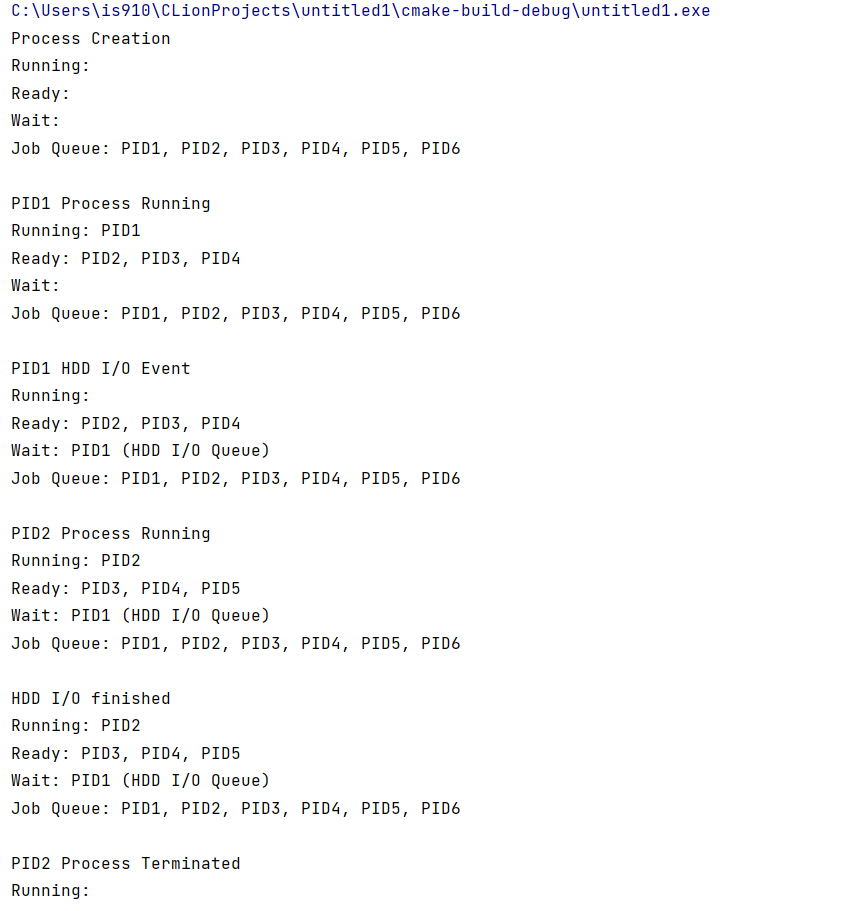 C:\Users\is910\CLionProjects\untitled1\cmake-build-debug\untitled1.exe
Process Creation
Running:
Ready:
Wait:
Job Queue: PID1, PID2, PID3, PID4, PID5, PID6
PID1 Process Running
Running: PID1
Ready: PID2, PID3, PID4
Wait:
Job Queue: PID1, PID2, PID3, PID4, PID5, PID6
PID1 HDD I/O Event
Running:
Ready: PID2, PID3, PID4
Wait: PID1 (HDD I/O Queue)
Job Queue: PID1, PID2, PID3, PID4, PID5, PID6
PID2 Process Running
Running: PID2
Ready: PID3, PID4, PID5
Wait: PID1 (HDD I/O Queue)
Job Queue: PID1, PID2, PID3, PID4, PID5, PID6
HDD I/O finished
Running: PID2
Ready: PID3, PID4, PID5
Wait: PID1 (HDD I/O Queue)
Job Queue: PID1, PID2, PID3, PID4, PID5, PID6
PID2 Process Terminated
Running: